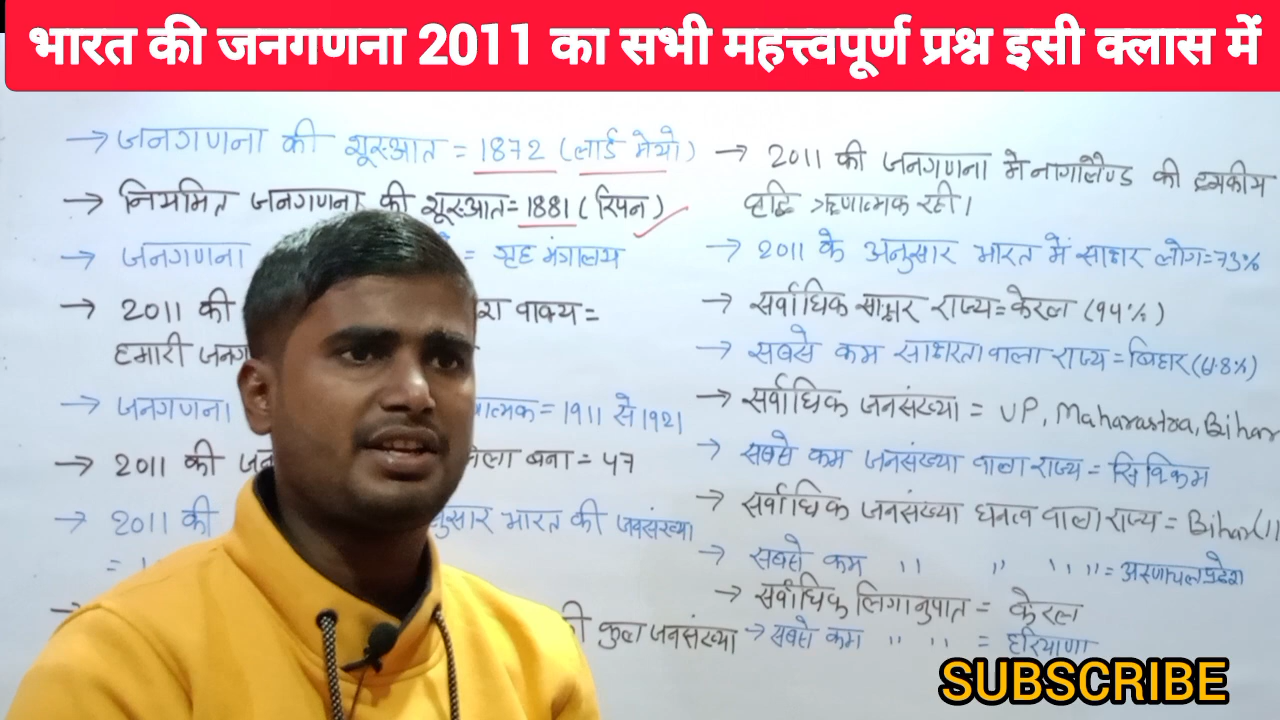 भारत की जनगणना 2011 का सभी महत्त्वपूर्ण प्रश्न इसी क्लास में
→ जनगणना की शुरुआत = 1872 (लार्ड मेयो)
→ नियमित जनगणना की शुरुआत = 1881 (रिपन)
→ जनगणना = गृह मंत्रालय
→ 2011 की वाक्य =
हमारी
→ जनगणना = 1911 से 1921
→ 2011 की बना = 47
→ 2011 की भारत की जनसंख्या
=
की कुल जनसंख्या
→ 2011 की जनगणना मे नागालैण्ड की दशकीय
वृद्धि ऋणात्मक रही।
→ 2011 के अनुसार भारत में साक्षर लोग = 73%
→ सर्वाधिक साक्षर राज्य = केरल (94%)
→ सबसे कम साक्षरता वाला राज्य = बिहार
→ सर्वाधिक जनसंख्या = UP, Maharastra, Bihar
→ सबसे कम जनसंख्या वाला राज्य = सिक्किम
→ सर्वाधिक जनसंख्या घनत्व वाला राज्य = Bihar (11
→ सबसे कम " " " " = अरुणाचल प्रदेश
→ सर्वाधिक लिंगानुपात = केरल
→ सबसे कम " " = हरियाणा
SUBSCRIBE